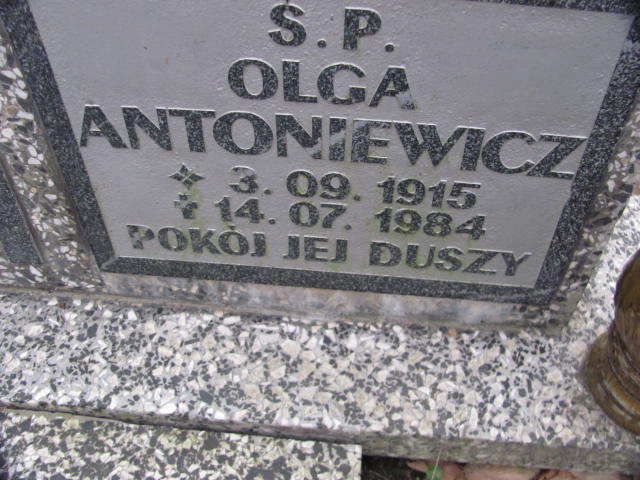 Ś.P.
OLGA
ANTONIEWICZ
3.09.1915
14.07.1984
POKÓJ JEJ DUSZY